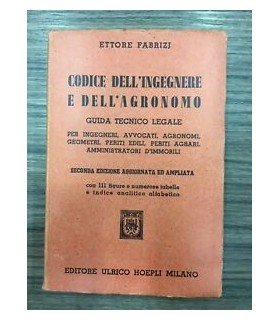 ETTORE FABRIZJ
CODICE DELL'INGEGNERE
E DELL'AGRONOMO
GUIDA TECNICO LEGALE
PER INGEGNERI, AVVOCATI, AGRONOMI,
GEOMETRI, PERITI EDILI, PERITI AGRARI,
AMMINISTRATORI D'IMMOBILI
SECONDA EDIZIONE AGGIORNATA ED AMPLIATA
con 111 figure e numerose tabelle
e indice analitico alfabetico
EDITORE ULRICO HOEPLI MILANO